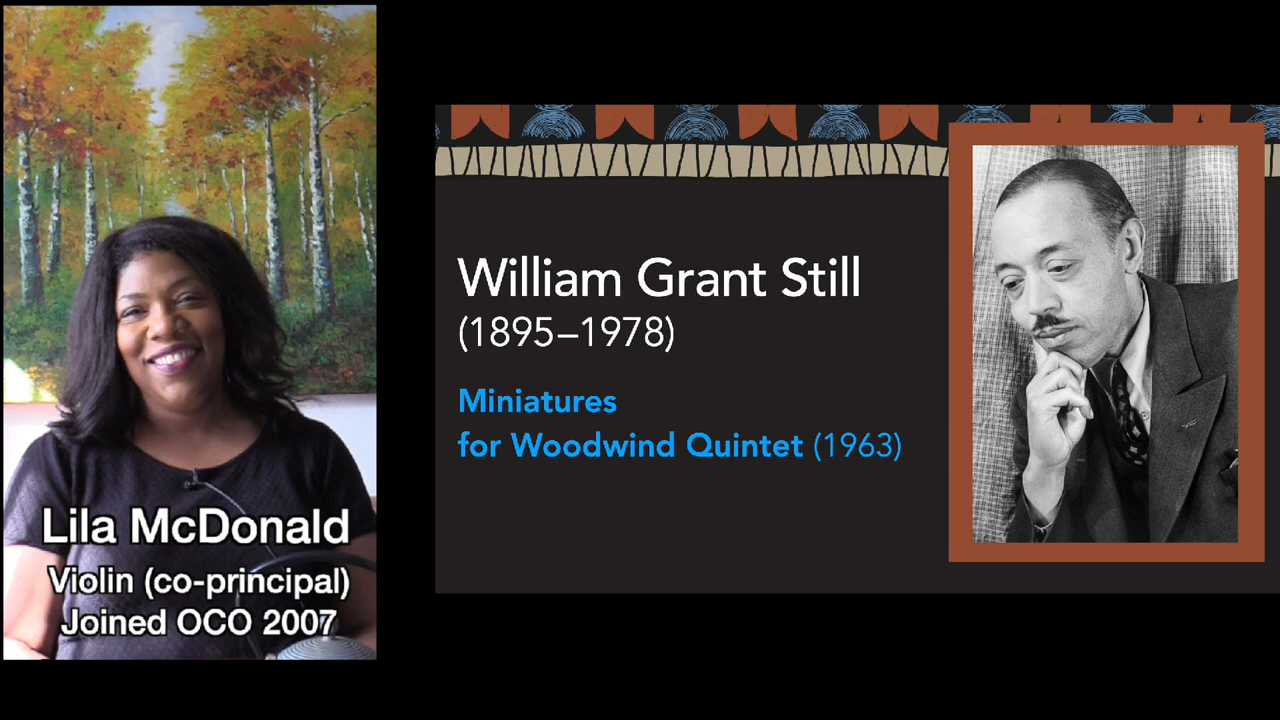 Lila McDonald
Violin (co-principal)
Joined OCO 2007
William Grant Still
(1895–1978)
Miniatures
for Woodwind Quintet (1963)